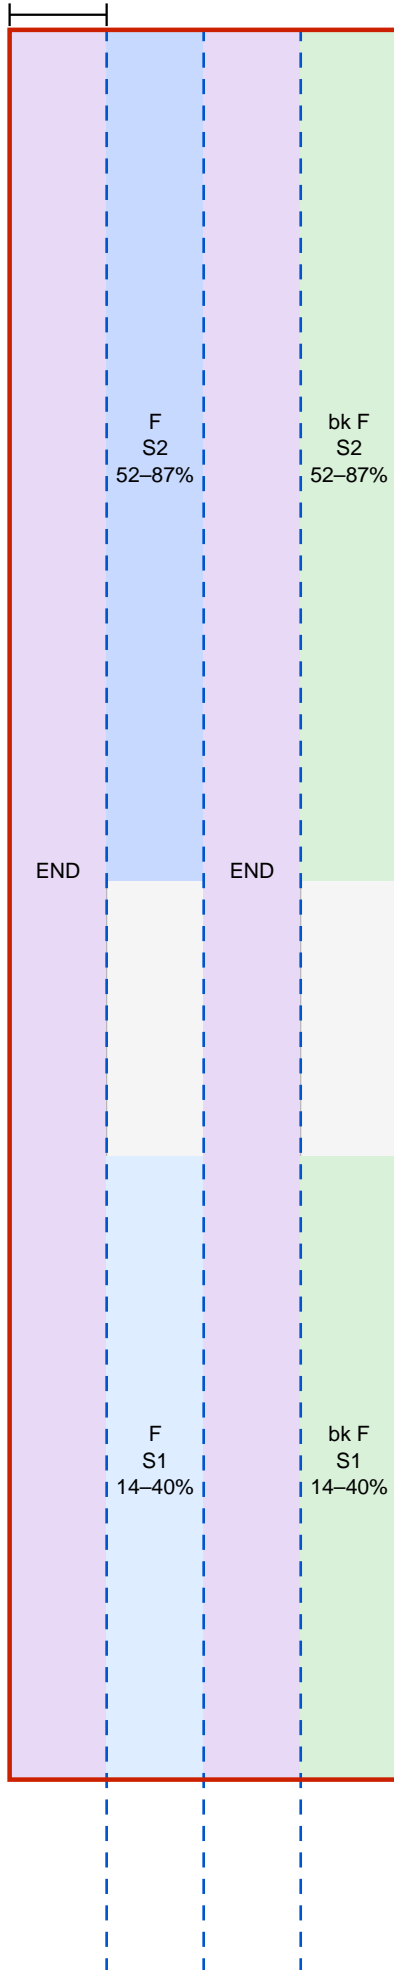 F
S2
52–87%
bk F
S2
52–87%
END
END
F
S1
14–40%
bk F
S1
14–40%